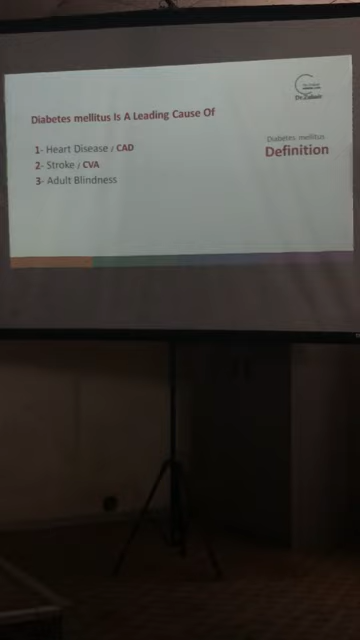 Diabetes mellitus Is A Leading Cause Of
1- Heart Disease / CAD
2- Stroke / CVA
3- Adult Blindness
Diabetes mellitus
Definition